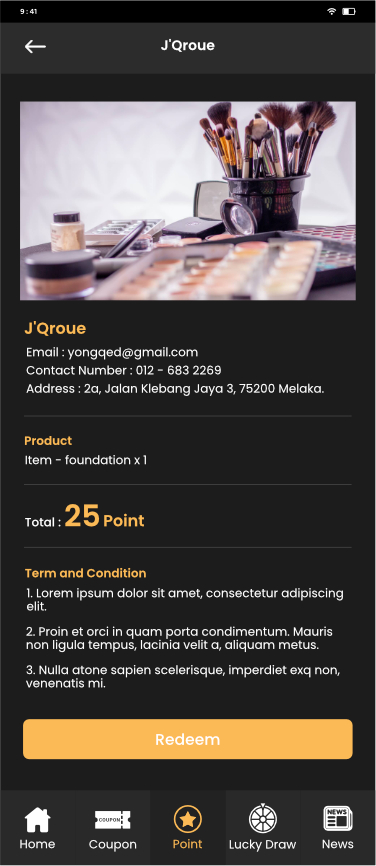 9:41
J'Qroue
J'Qroue
Email : yongqed@gmail.com
Contact Number : 012 - 683 2269
Address : 2a, Jalan Klebang Jaya 3, 75200 Melaka.
Product
Item - foundation x 1
Total : 25 Point
Term and Condition
1. Lorem ipsum dolor sit amet, consectetur adipiscing
elit.
2. Proin et orci in quam porta condimentum. Mauris
non ligula tempus, lacinia velit a, aliquam metus.
3. Nulla atone sapien scelerisque, imperdiet exq non,
venenatis mi.
Redeem
COUPON
NEWS
Home
Coupon
Point
Lucky Draw
News